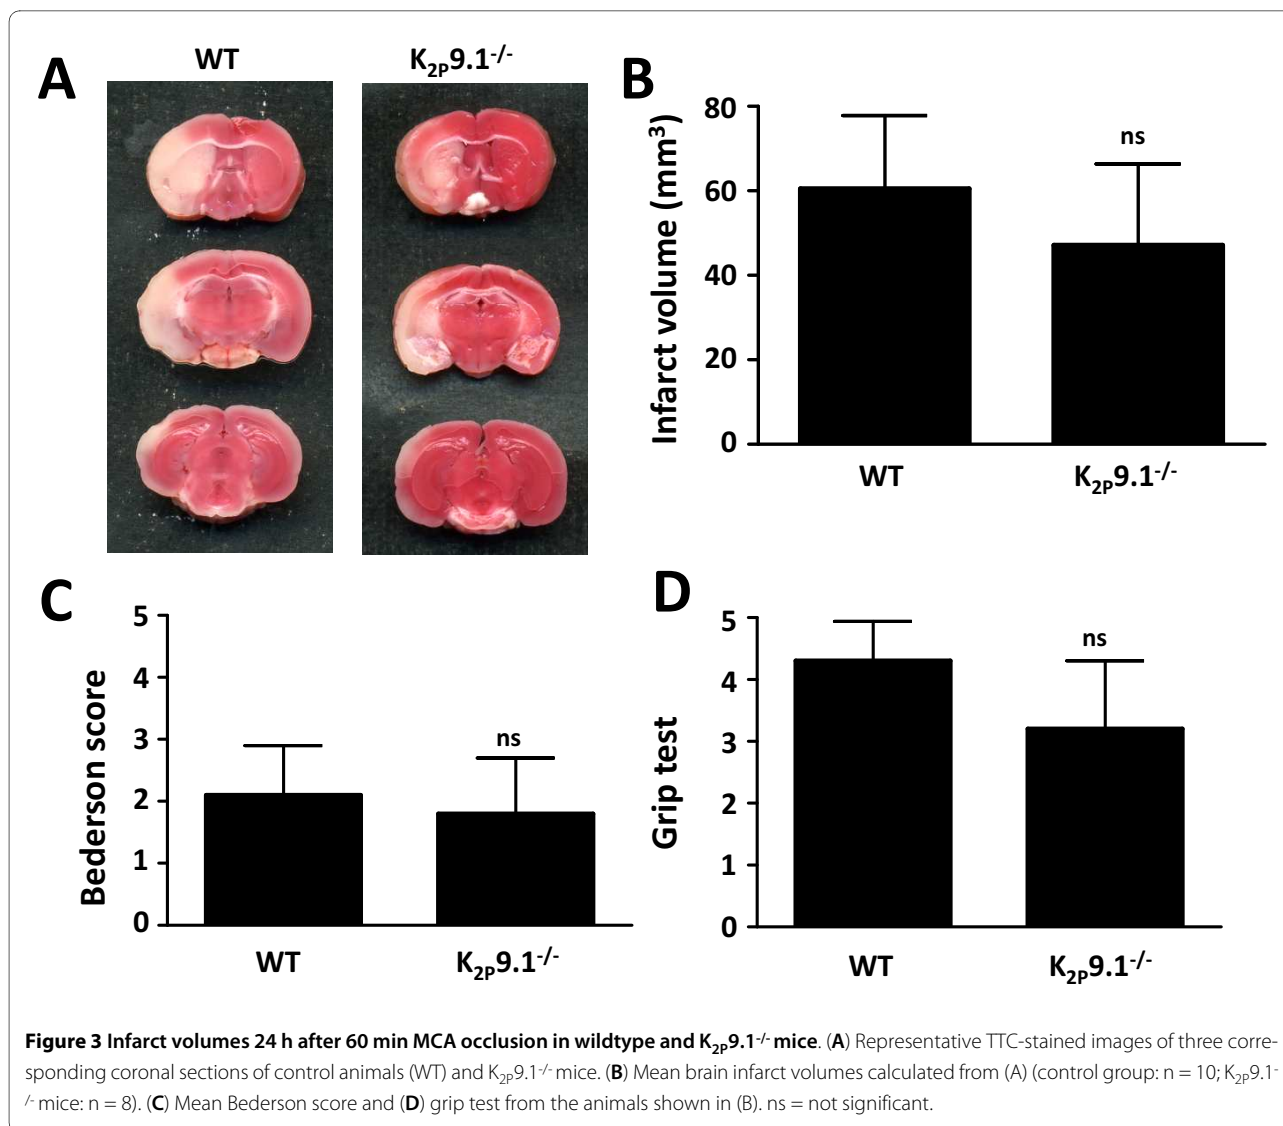 A
WT
K2P9.1-/-
B
Infarct volume (mm3)
80
60
40
20
0
ns
WT
K2P9.1-/-
C
Bederson score
5
4
3
2
1
0
ns
WT
K2P9.1-/-
D
Grip test
5
4
3
2
1
0
ns
WT
K2P9.1-/-
Figure 3 Infarct volumes 24 h after 60 min MCA occlusion in wildtype and K2P9.1-/- mice. (A) Representative TTC-stained images of three corre-
sponding coronal sections of control animals (WT) and K2P9.1-/- mice. (B) Mean brain infarct volumes calculated from (A) (control group: n = 10; K2P9.1-
/- mice: n = 8). (C) Mean Bederson score and (D) grip test from the animals shown in (B). ns = not significant.